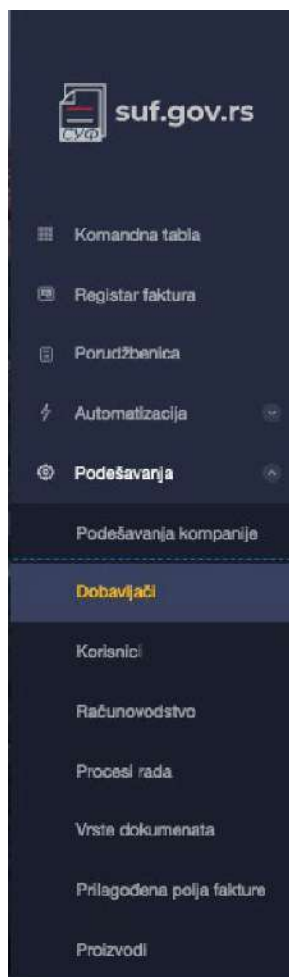 СУФ
suf.gov.rs
Komandna tabla
Registar faktura
Porudžbenica
Automatizacija
Podešavanja
Podešavanja kompanije
Dobavljači
Korisnici
Računovodstvo
Procesi rada
Vrste dokumenata
Prilagođena polja fakture
Proizvodi